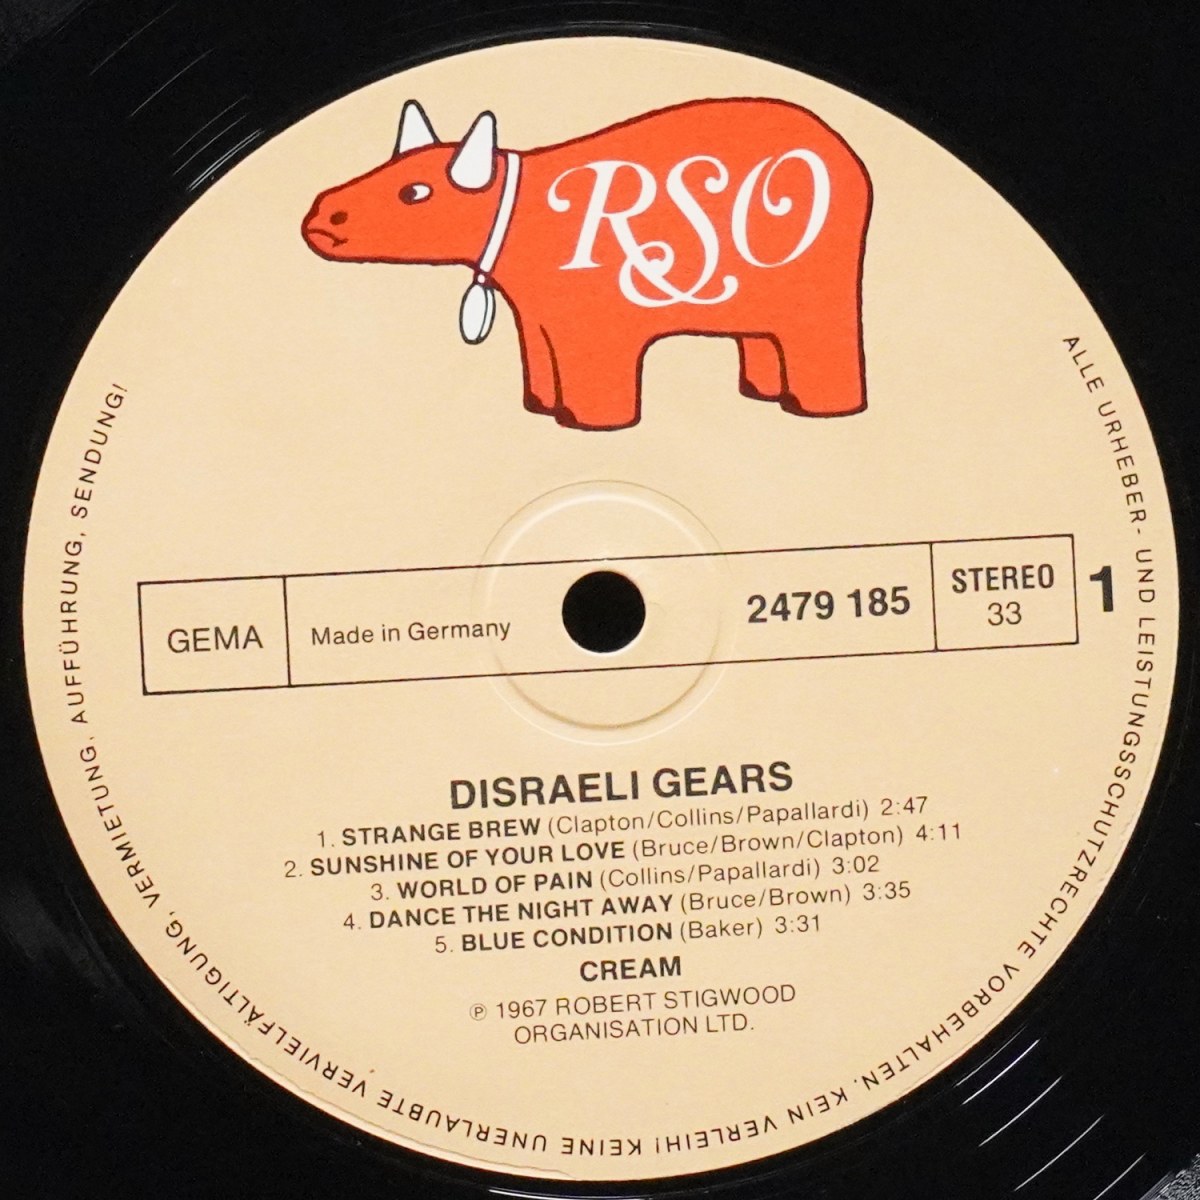 RSO
GEMA
Made in Germany
2479 185
STEREO
33
1
DISRAELI GEARS
1. STRANGE BREW (Clapton/Collins/Papallardi) 2:47
2. SUNSHINE OF YOUR LOVE (Bruce/Brown/Clapton) 4:11
3. WORLD OF PAIN (Collins/Papallardi) 3:02
4. DANCE THE NIGHT AWAY (Bruce/Brown) 3:35
5. BLUE CONDITION (Baker) 3:31
CREAM
℗ 1967 ROBERT STIGWOOD
ORGANISATION LTD.
ALLE URHEBER- UND LEISTUNGSSCHUTZRECHTE VORBEHALTEN. KEIN VERLEIH! KEINE UNERLAUBTE VERVIELFÄLTIGUNG, VERMIETUNG, AUFFÜHRUNG, SENDUNG!